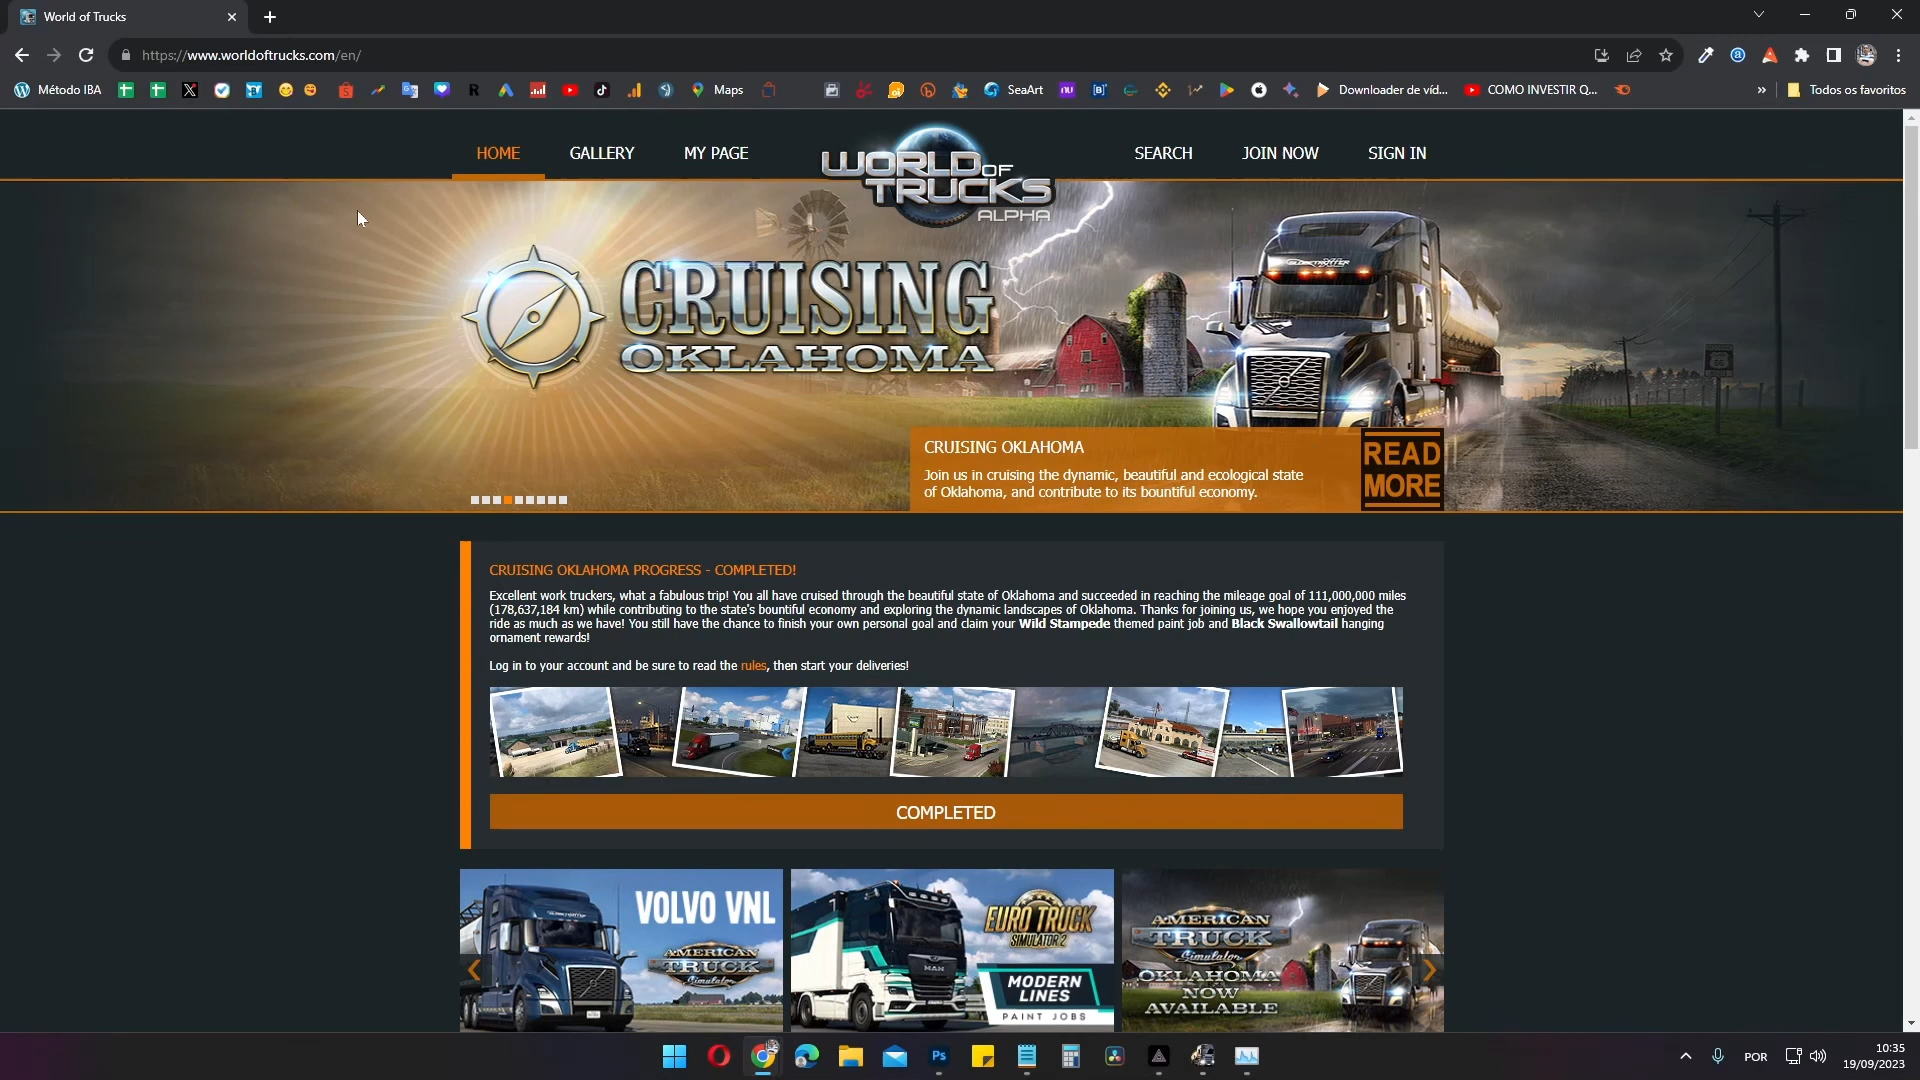 World of Trucks
https://www.worldoftrucks.com/en/
Método IBA
Maps
SeaArt
Downloader de víd...
COMO INVESTIR Q...
»
Todos os favoritos
HOME
GALLERY
MY PAGE
WORLD OF
TRUCKS
ALPHA
SEARCH
JOIN NOW
SIGN IN
CRUISING
OKLAHOMA
CRUISING OKLAHOMA
Join us in cruising the dynamic, beautiful and ecological state
of Oklahoma, and contribute to its bountiful economy.
READ
MORE
CRUISING OKLAHOMA PROGRESS - COMPLETED!
Excellent work truckers, what a fabulous trip! You all have cruised through the beautiful state of Oklahoma and succeeded in reaching the mileage goal of 111,000,000 miles
(178,637,184 km) while contributing to the state's bountiful economy and exploring the dynamic landscapes of Oklahoma. Thanks for joining us, we hope you enjoyed the
ride as much as we have! You still have the chance to finish your own personal goal and claim your Wild Stampede themed paint job and Black Swallowtail hanging
ornament rewards!
Log in to your account and be sure to read the rules, then start your deliveries!
COMPLETED
VOLVO VNL
AMERICAN
TRUCK
Simulator
MAN
EURO TRUCK
SIMULATOR 2
MODERN
LINES
PAINT JOBS
AMERICAN
TRUCK
Simulator
OKLAHOMA
NOW
AVAILABLE
Ps
POR
10:35
19/09/2023